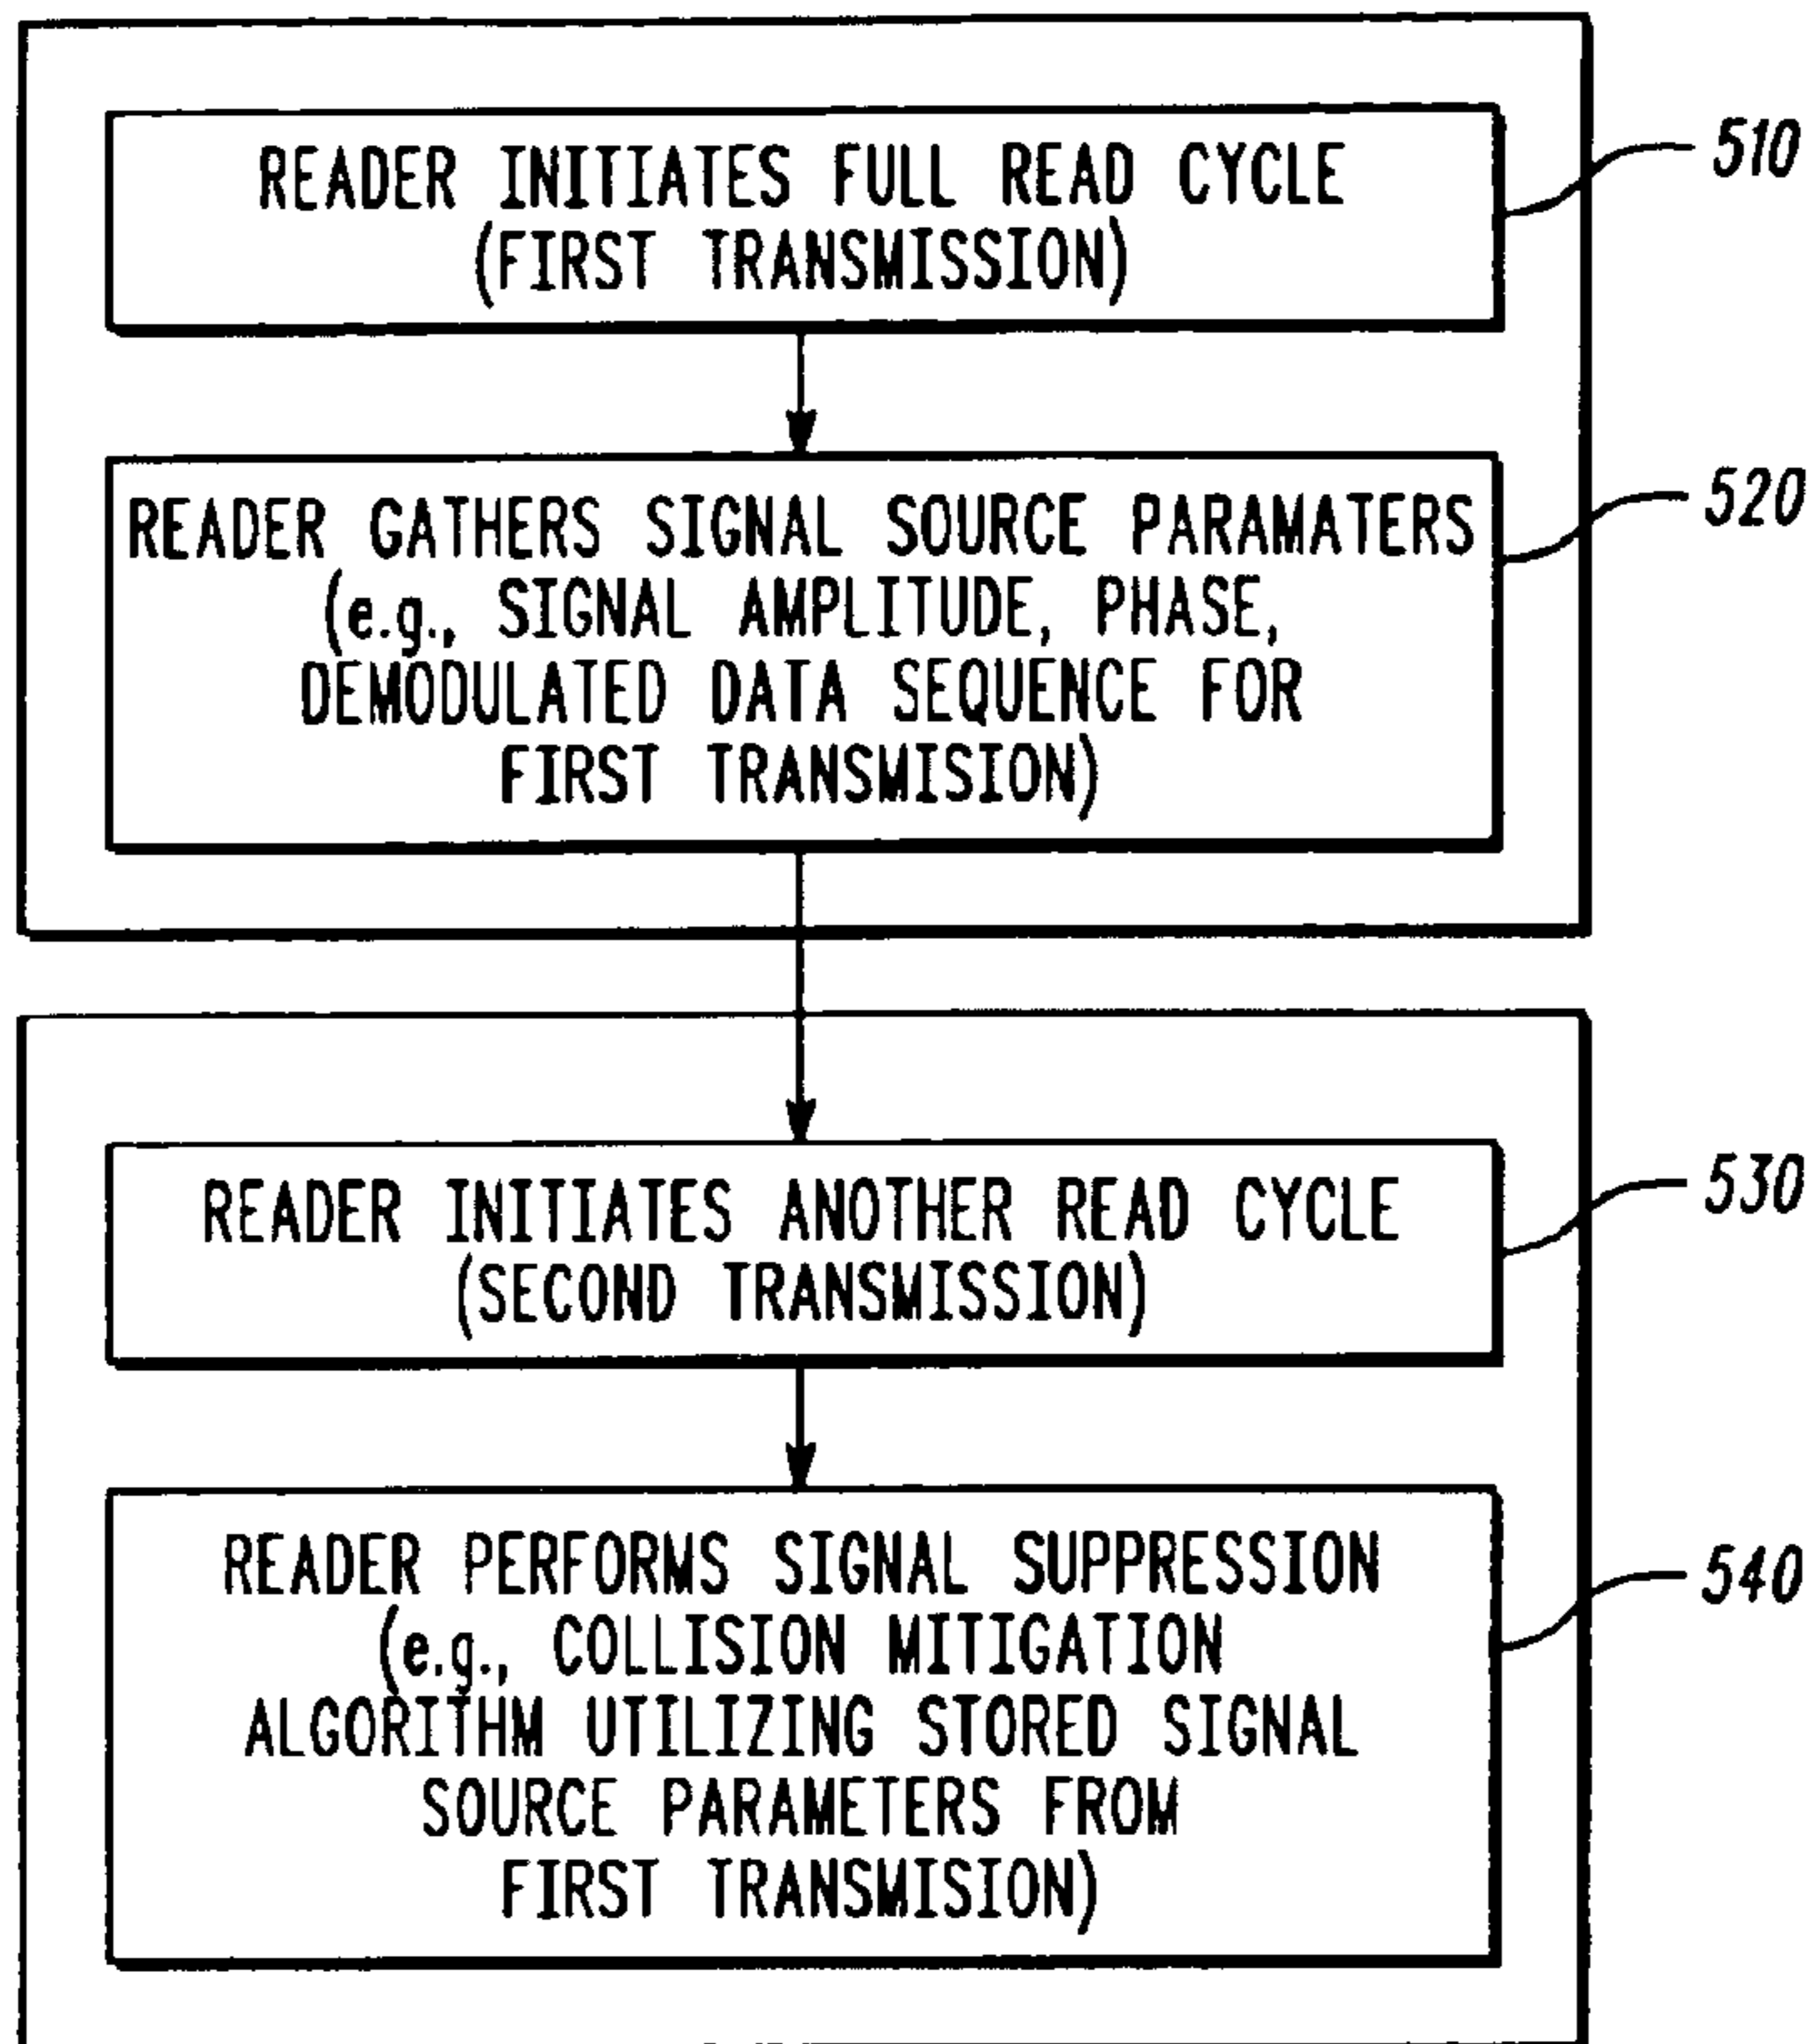 READER INITIATES FULL READ CYCLE
(FIRST TRANSMISSION)
510
READER GATHERS SIGNAL SOURCE PARAMATERS
(e.g., SIGNAL AMPLITUDE, PHASE,
DEMODULATED DATA SEQUENCE FOR
FIRST TRANSMISION)
520
READER INITIATES ANOTHER READ CYCLE
(SECOND TRANSMISSION)
530
READER PERFORMS SIGNAL SUPPRESSION
(e.g., COLLISION MITIGATION
ALGORITHM UTILIZING STORED SIGNAL
SOURCE PARAMETERS FROM
FIRST TRANSMISION)
540